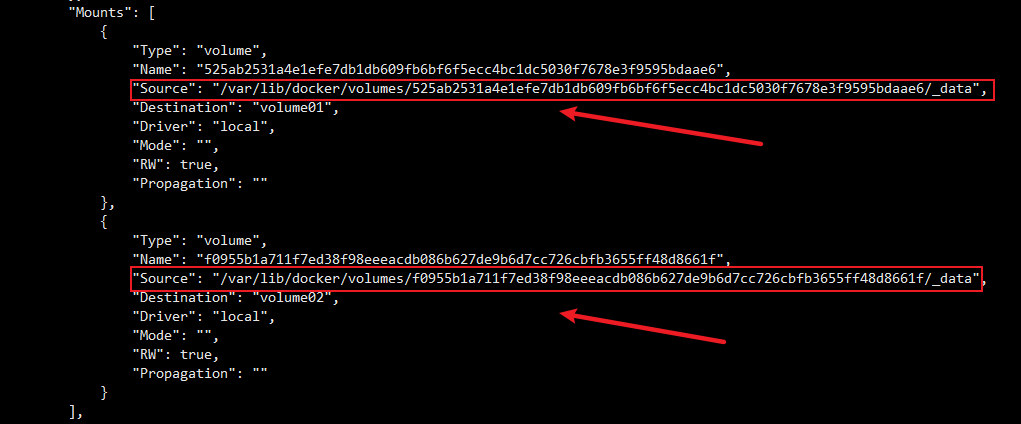 "Mounts": [
{
"Type": "volume",
"Name": "525ab2531a4e1efe7db1db609fb6bf6f5ecc4bc1dc5030f7678e3f9595bdaae6",
"Source": "/var/lib/docker/volumes/525ab2531a4e1efe7db1db609fb6bf6f5ecc4bc1dc5030f7678e3f9595bdaae6/_data",
"Destination": "volume01",
"Driver": "local",
"Mode": "",
"RW": true,
"Propagation": ""
},
{
"Type": "volume",
"Name": "f0955b1a711f7ed38f98eeeacdb086b627de9b6d7cc726cbfb3655ff48d8661f",
"Source": "/var/lib/docker/volumes/f0955b1a711f7ed38f98eeeacdb086b627de9b6d7cc726cbfb3655ff48d8661f/_data",
"Destination": "volume02",
"Driver": "local",
"Mode": "",
"RW": true,
"Propagation": ""
}
],